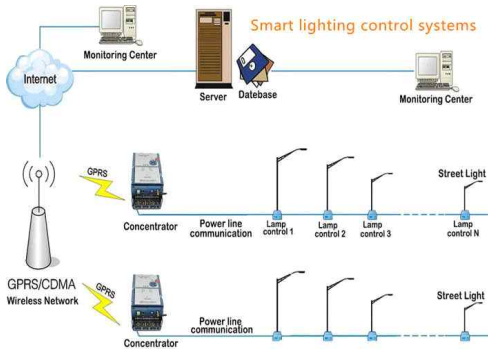 Smart lighting control systems
Monitoring Center
Internet
Server
Datebase
Monitoring Center
GPRS
Concentrator
Power line
communication
Lamp
control 1
Lamp
control 2
Lamp
control 3
Street Light
Lamp
control N
GPRS/CDMA
Wireless Network
GPRS
Concentrator
Power line
communication
Street Light